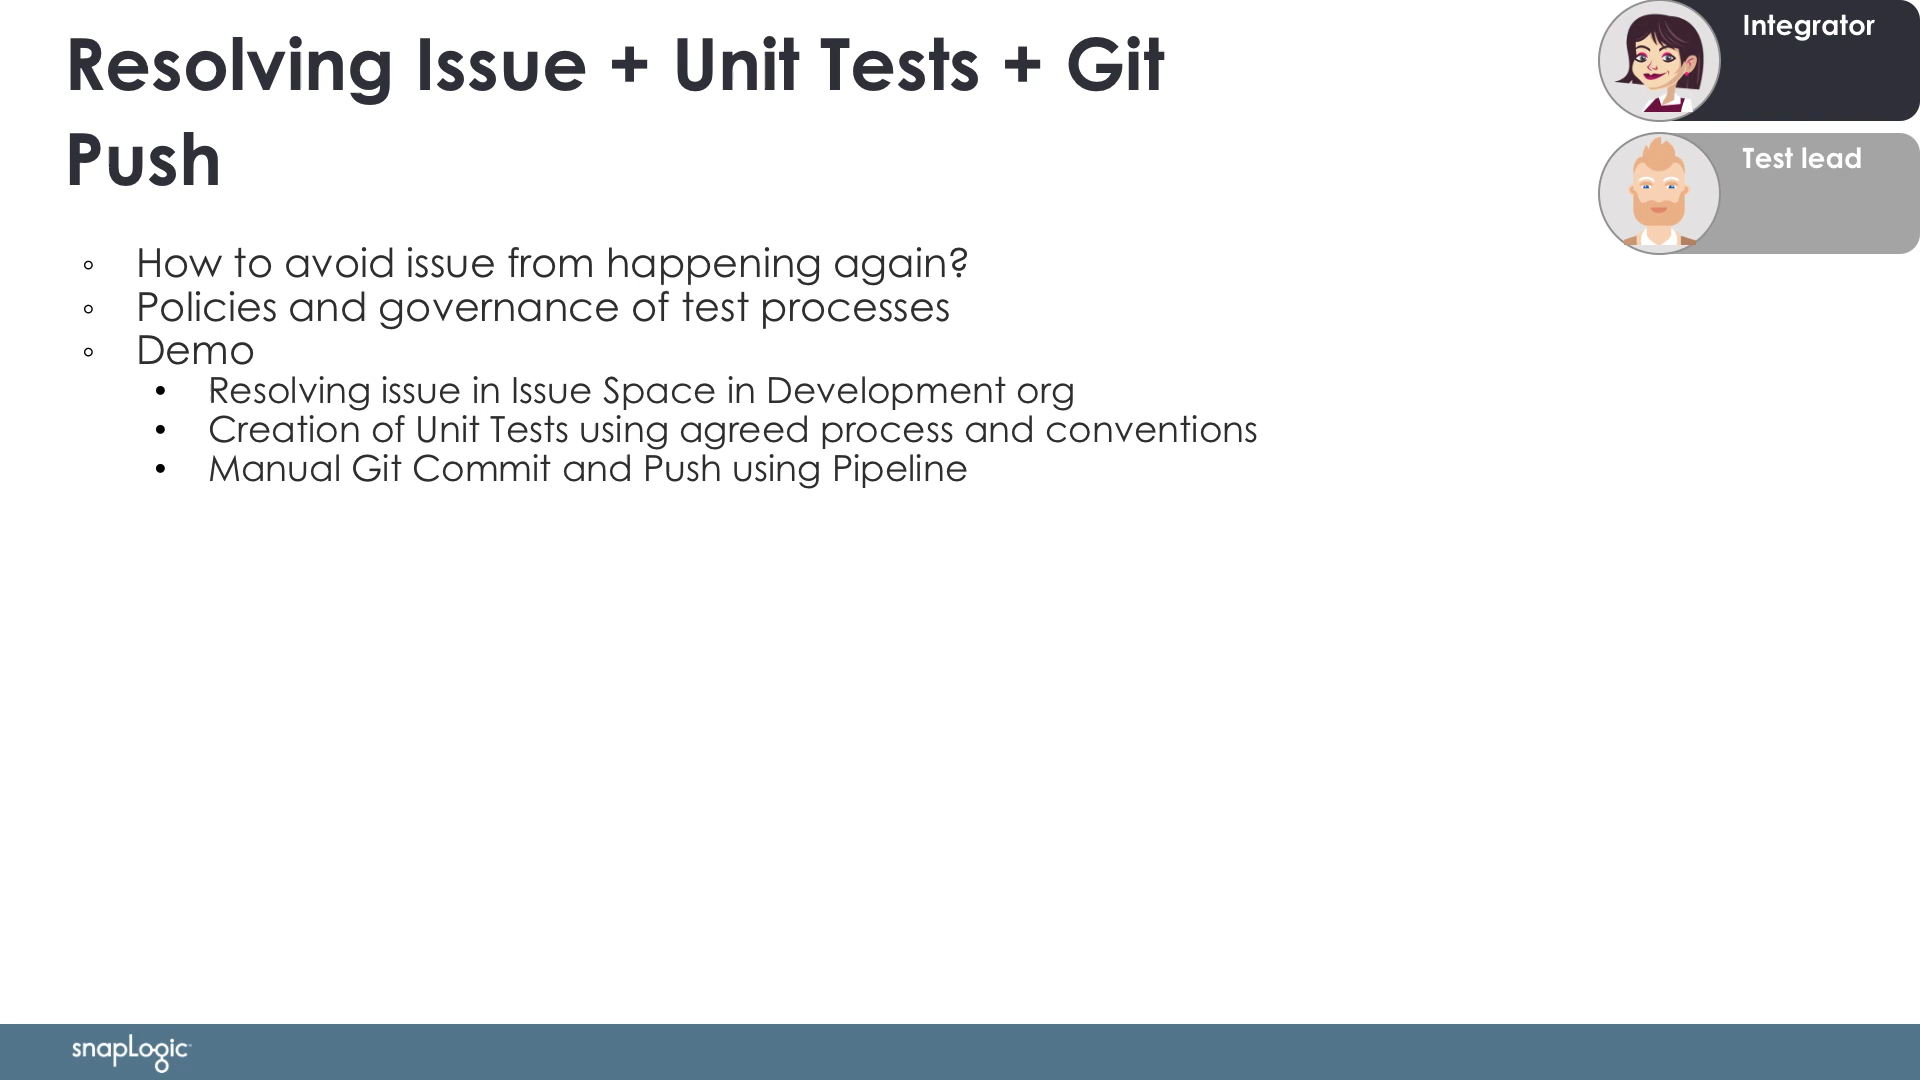 Resolving Issue + Unit Tests + Git
Push
Integrator
Test lead
◦ How to avoid issue from happening again?
◦ Policies and governance of test processes
◦ Demo
• Resolving issue in Issue Space in Development org
• Creation of Unit Tests using agreed process and conventions
• Manual Git Commit and Push using Pipeline
snapLogic